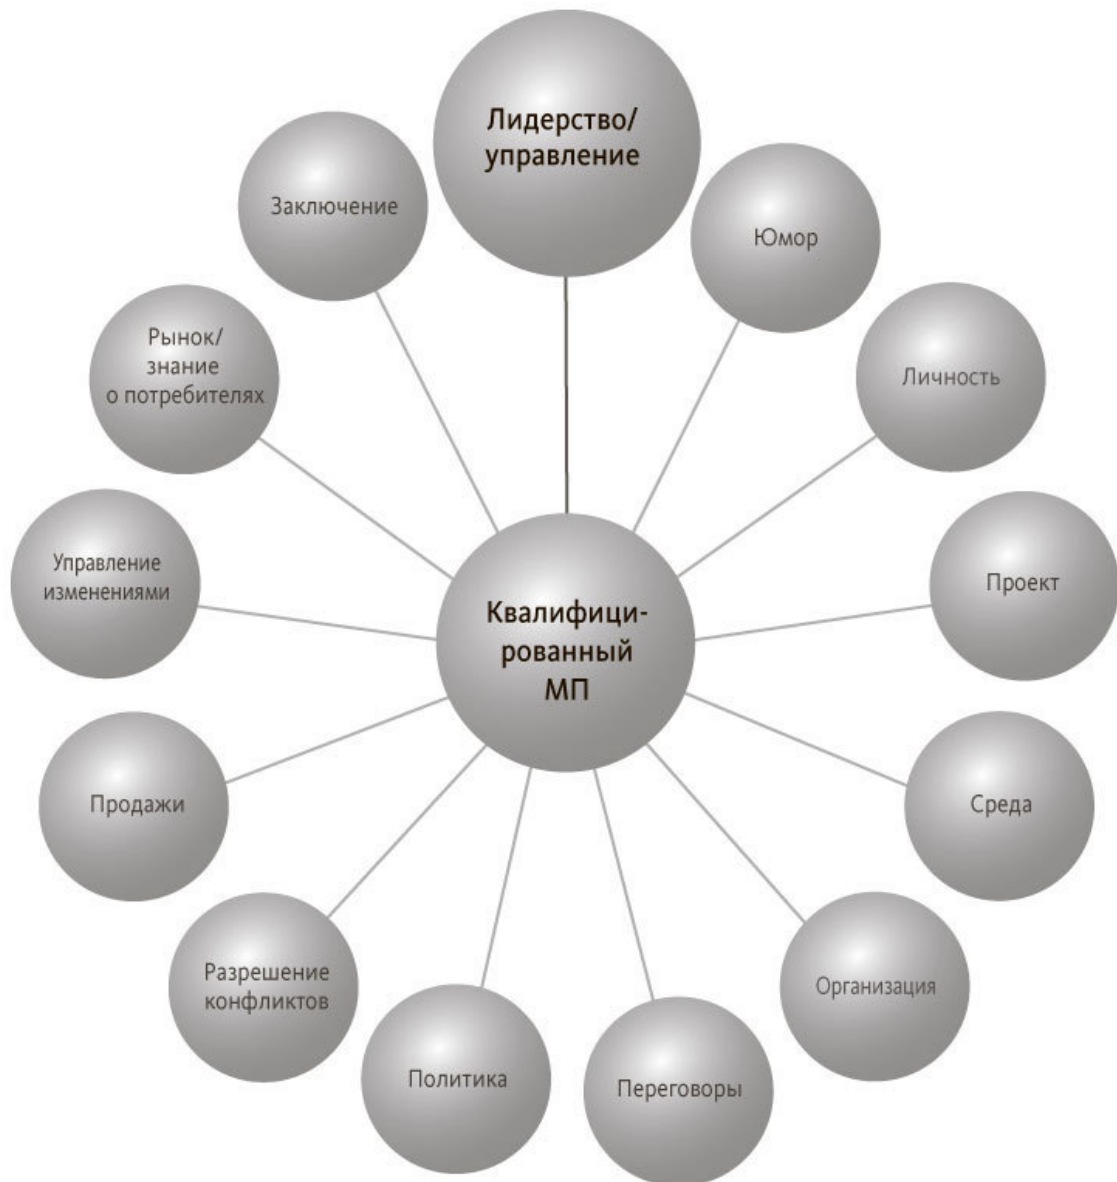 Лидерство/
управление
Юмор
Личность
Проект
Среда
Организация
Переговоры
Политика
Разрешение
конфликтов
Продажи
Управление
изменениями
Рынок/
знание
о потребителях
Заключение
Квалифици-
рованный
МП